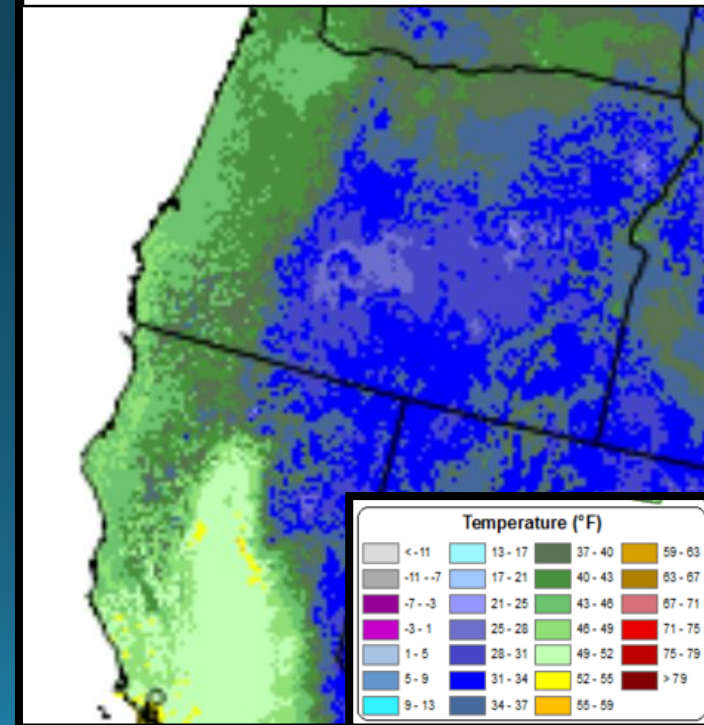 Temperature (°F)
< -11 13 - 17 37 - 40 59 - 63
-11 - -7 17 - 21 40 - 43 63 - 67
-7 - -3 21 - 25 43 - 46 67 - 71
-3 - 1 25 - 28 46 - 49 71 - 75
1 - 5 28 - 31 49 - 52 75 - 79
5 - 9 31 - 34 52 - 55 > 79
9 - 13 34 - 37 55 - 59